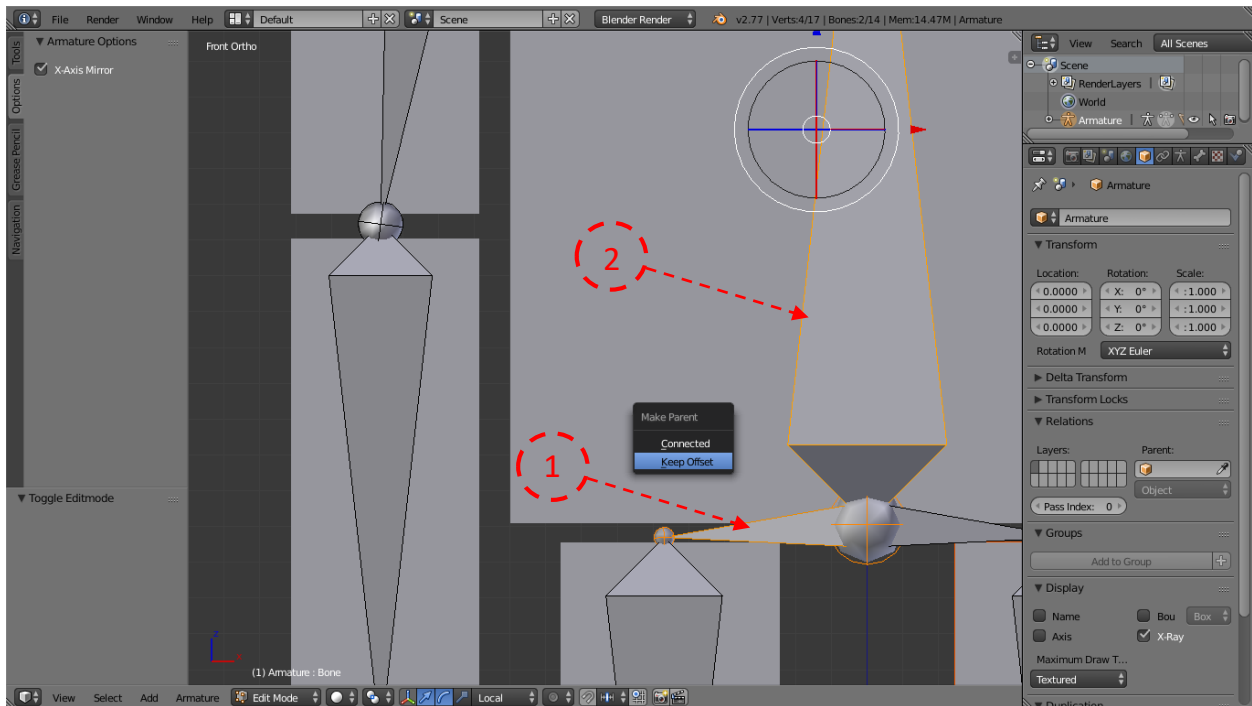 File Render Window Help Default Scene Blender Render v2.77 | Verts:4/17 | Bones:2/14 | Mem:14.47M | Armature
Tools
Options
Grease Pencil
Navigation
▼ Armature Options
X-Axis Mirror
▼ Toggle Editmode
Front Ortho
2
1
Make Parent
Connected
Keep Offset
z
(1) Armature : Bone
View Select Add Armature Edit Mode Local
View Search All Scenes
Scene
RenderLayers |
World
Armature |
Armature
Armature
▼ Transform
Location: Rotation: Scale:
0.0000 X: 0° :1.000
0.0000 Y: 0° :1.000
0.0000 Z: 0° :1.000
Rotation M XYZ Euler
▶ Delta Transform
▶ Transform Locks
▼ Relations
Layers: Parent:
Object
Pass Index: 0
▼ Groups
Add to Group
▼ Display
Name Bou Box
Axis X-Ray
Maximum Draw T...
Textured
▼ Duplication